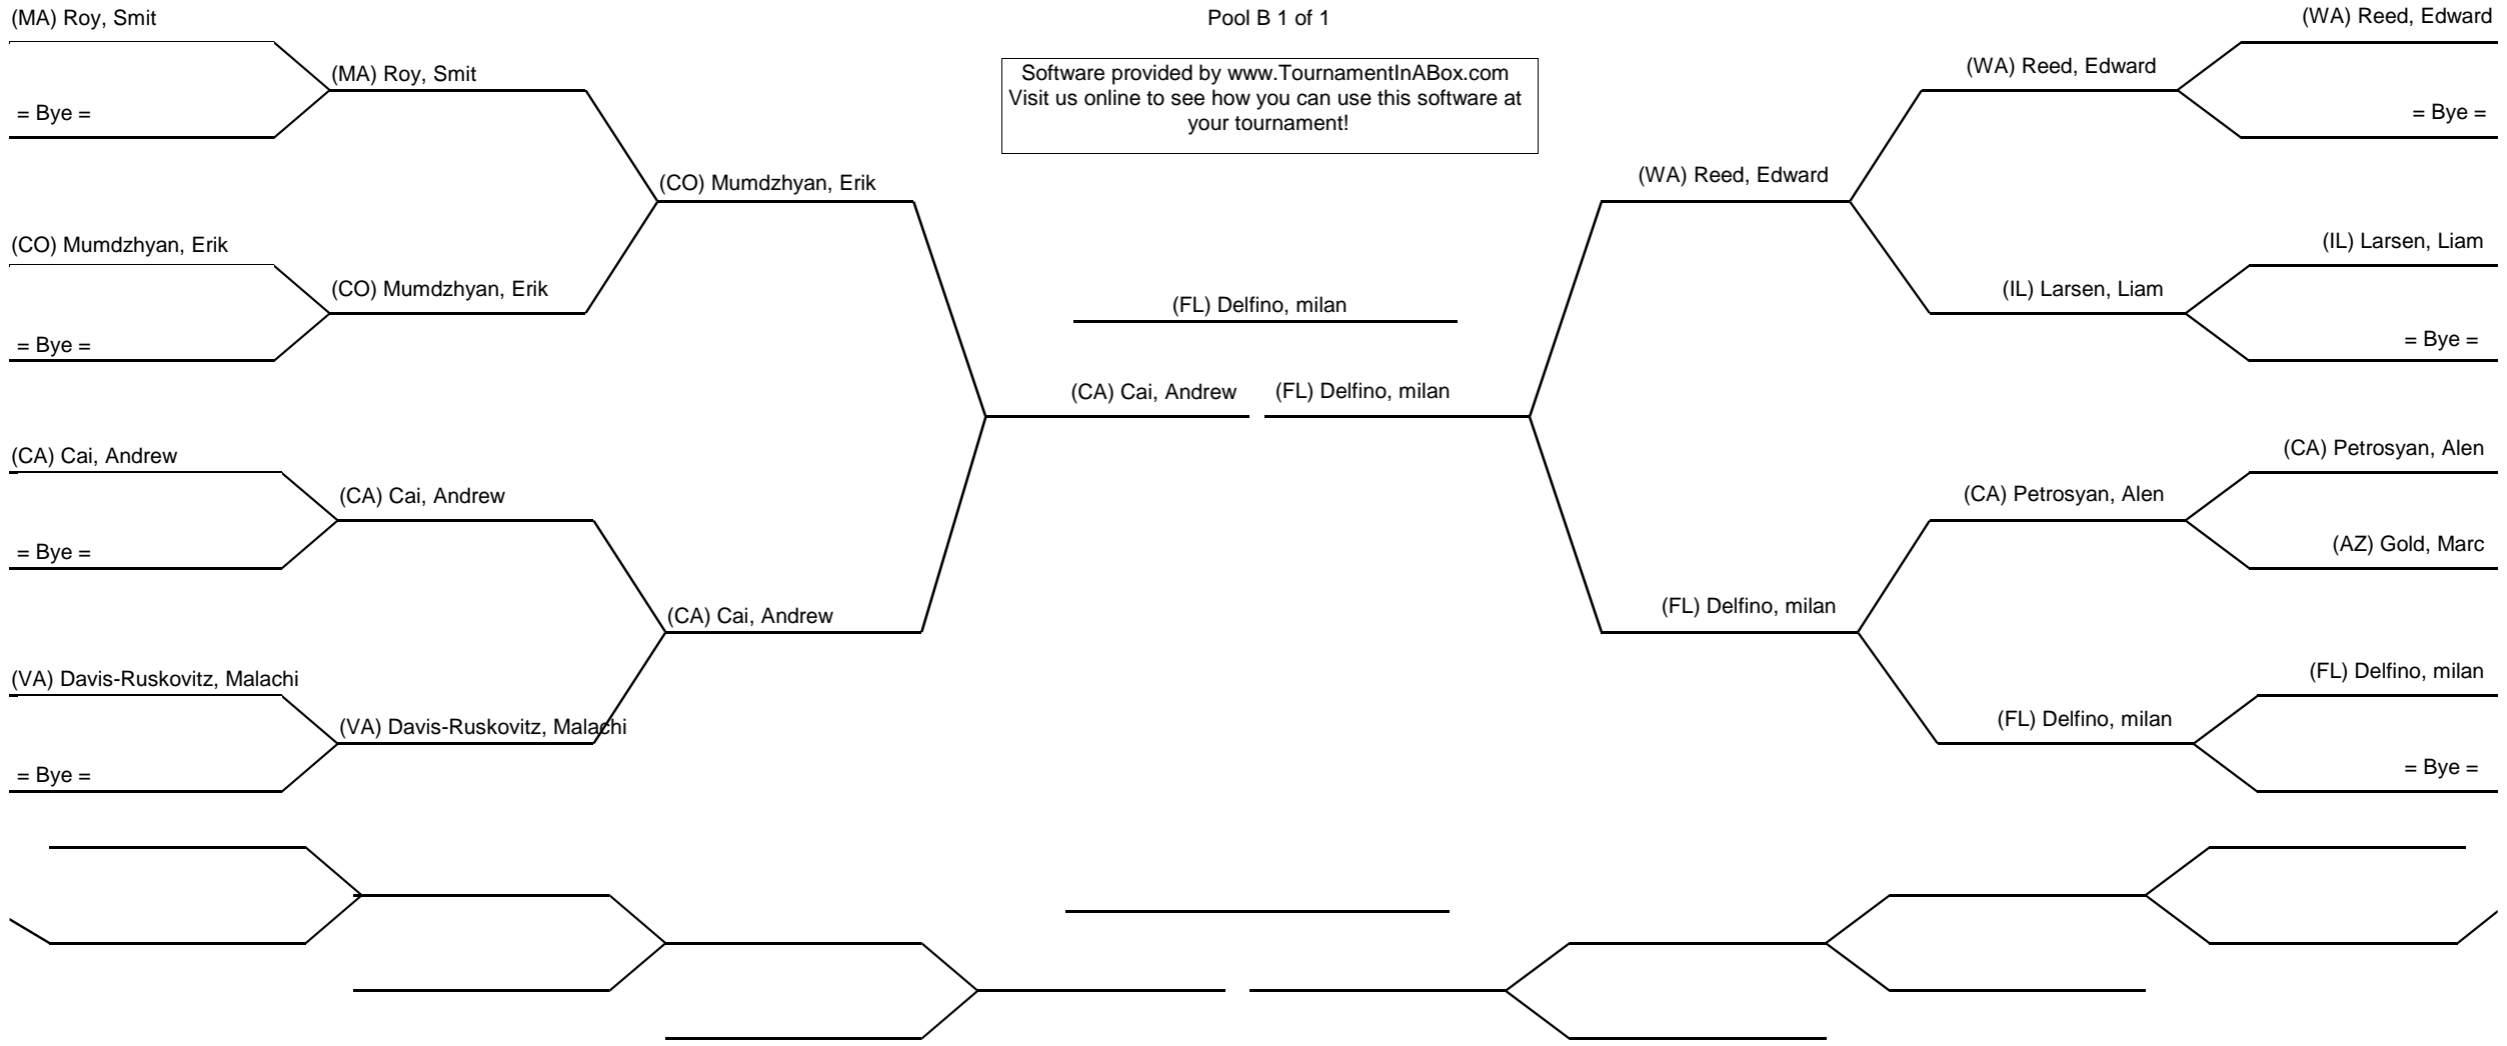 (MA) Roy, Smit
Pool B 1 of 1
(WA) Reed, Edward
Software provided by www.TournamentInABox.com
Visit us online to see how you can use this software at
your tournament!
(MA) Roy, Smit
(WA) Reed, Edward
= Bye =
= Bye =
(CO) Mumdzhyan, Erik
(WA) Reed, Edward
(CO) Mumdzhyan, Erik
(IL) Larsen, Liam
(CO) Mumdzhyan, Erik
(IL) Larsen, Liam
(FL) Delfino, milan
= Bye =
= Bye =
(CA) Cai, Andrew
(FL) Delfino, milan
(CA) Cai, Andrew
(CA) Petrosyan, Alen
(CA) Cai, Andrew
(CA) Petrosyan, Alen
= Bye =
(AZ) Gold, Marc
(CA) Cai, Andrew
(FL) Delfino, milan
(VA) Davis-Ruskovitz, Malachi
(FL) Delfino, milan
(VA) Davis-Ruskovitz, Malachi
(FL) Delfino, milan
= Bye =
= Bye =